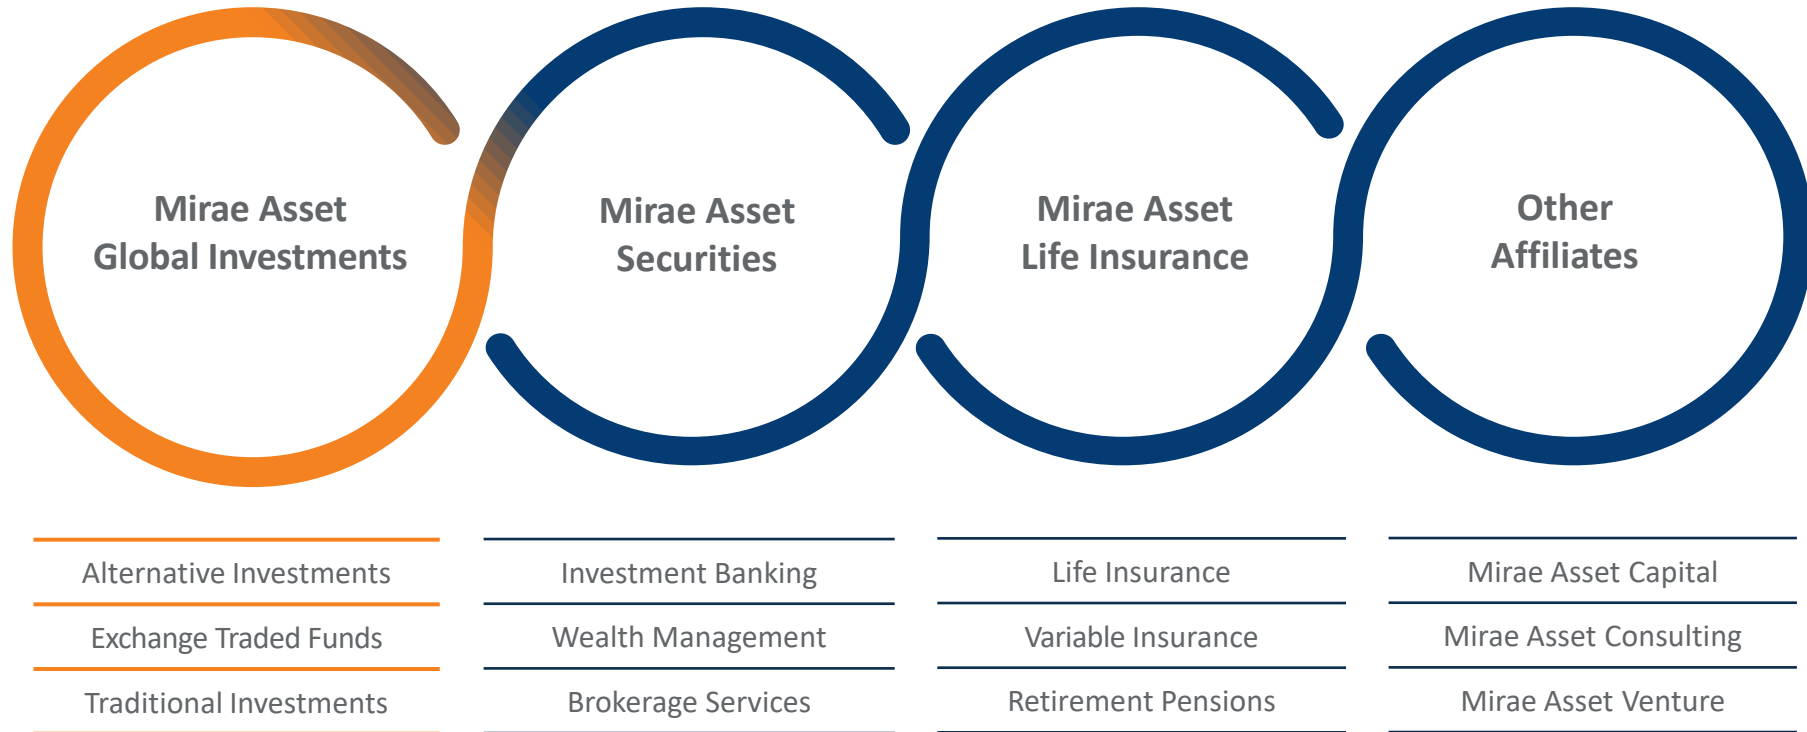 Mirae Asset
Global Investments
Mirae Asset
Securities
Mirae Asset
Life Insurance
Other
Affiliates
Alternative Investments
Exchange Traded Funds
Traditional Investments
Investment Banking
Wealth Management
Brokerage Services
Life Insurance
Variable Insurance
Retirement Pensions
Mirae Asset Capital
Mirae Asset Consulting
Mirae Asset Venture